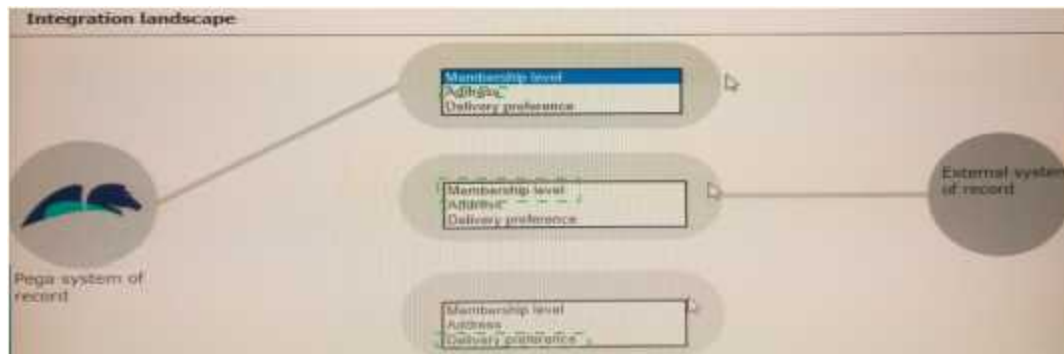 Integration landscape
Membership level
Address
Delivery preference
External system
of record
Membership level
Address
Delivery preference
Pega system of
record
Membership level
Address
Delivery preference